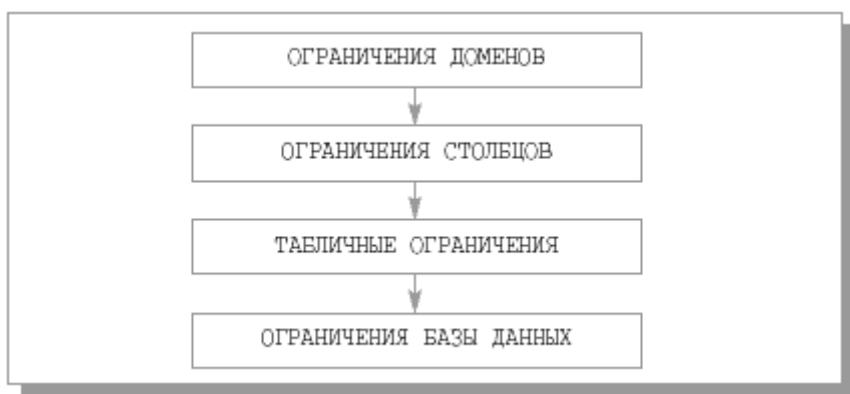 ОГРАНИЧЕНИЯ ДОМЕНОВ
ОГРАНИЧЕНИЯ СТОЛБЦОВ
ТАБЛИЧНЫЕ ОГРАНИЧЕНИЯ
ОГРАНИЧЕНИЯ БАЗЫ ДАННЫХ